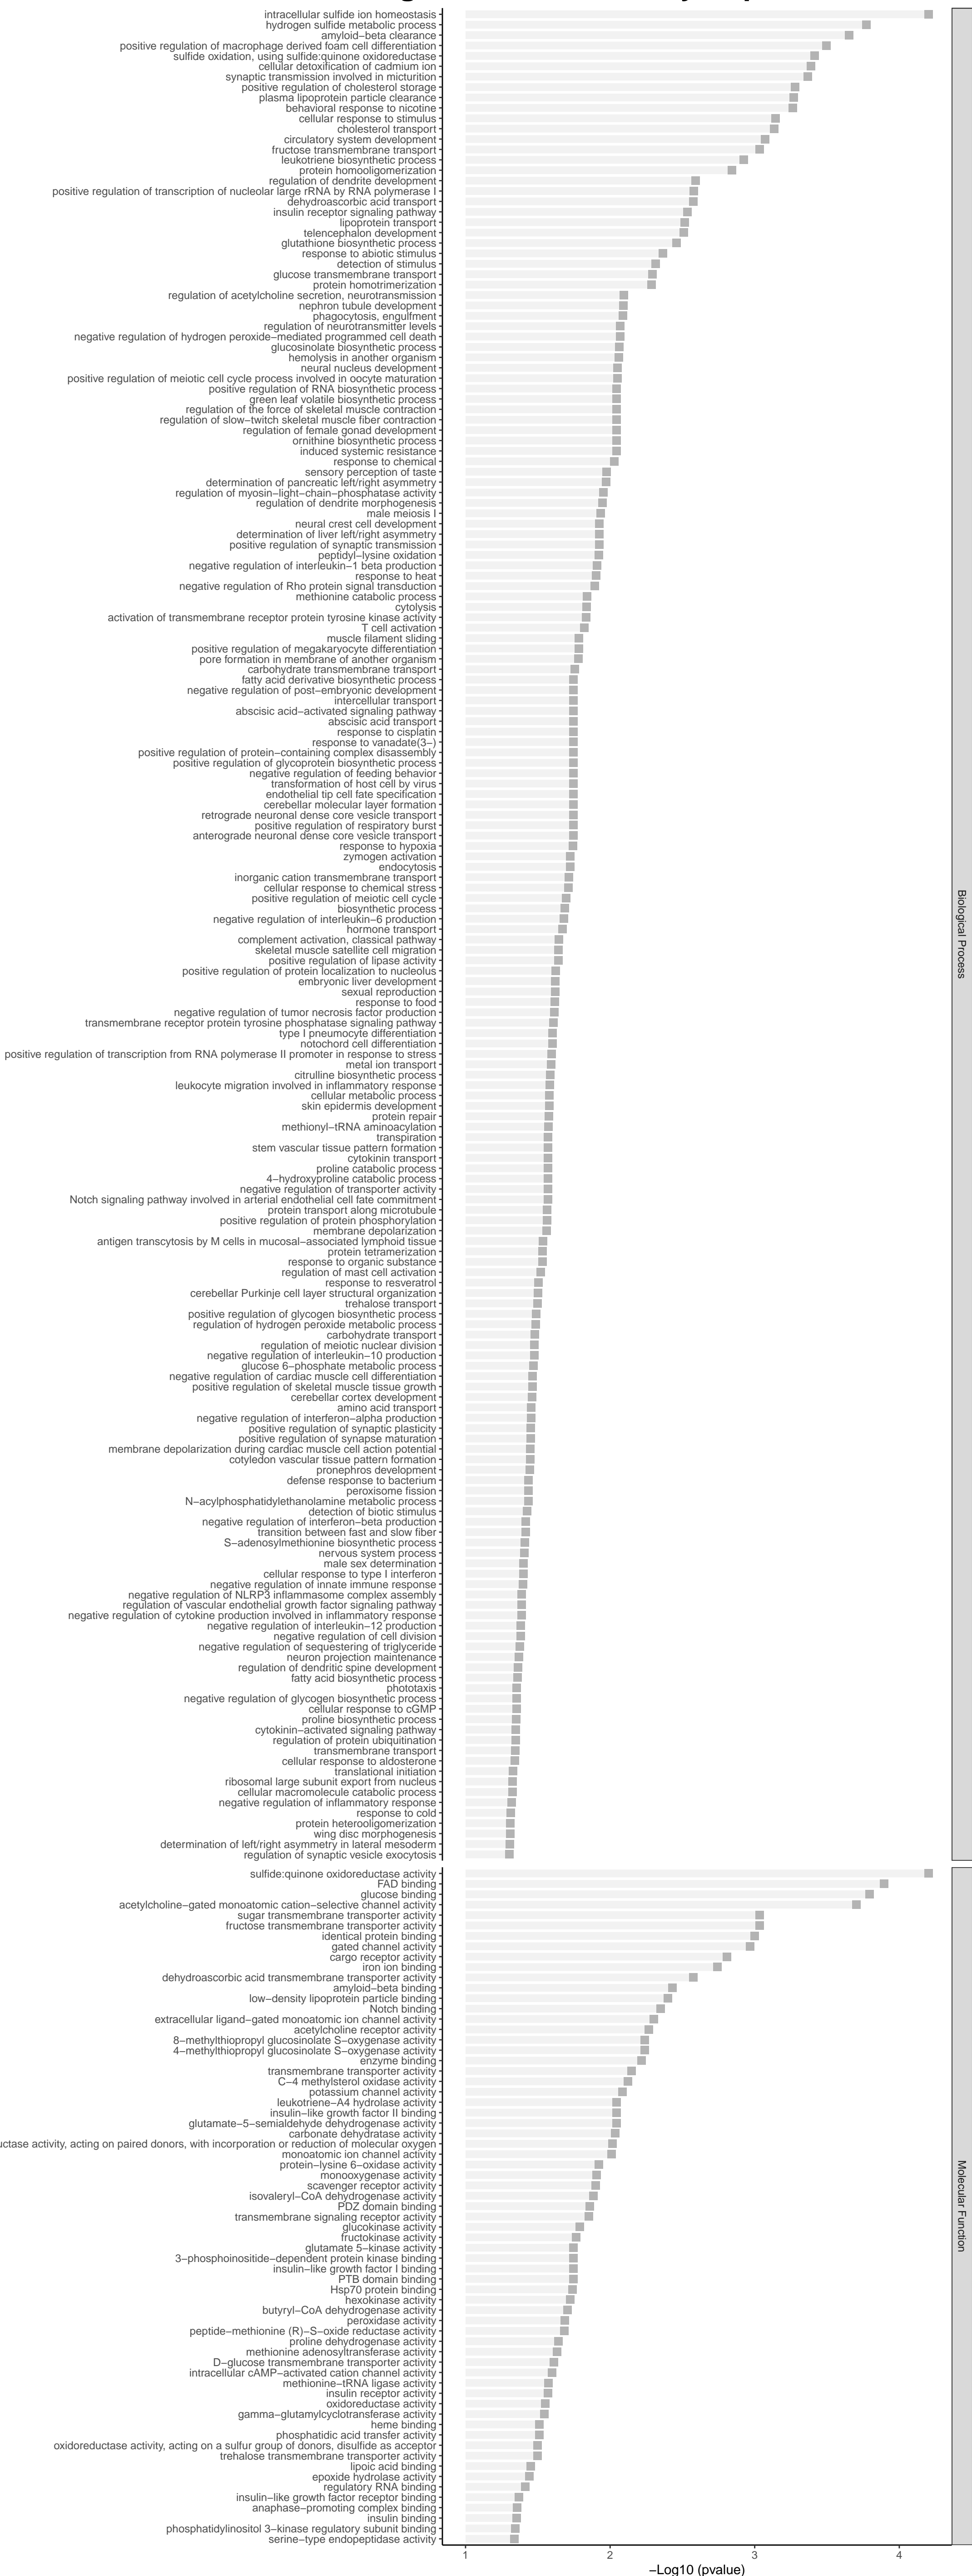 intracellular sulfide ion homeostasis
hydrogen sulfide metabolic process
amyloid−beta clearance
positive regulation of macrophage derived foam cell differentiation
sulfide oxidation, using sulfide:quinone oxidoreductase
cellular detoxification of cadmium ion
synaptic transmission involved in micturition
positive regulation of cholesterol storage
plasma lipoprotein particle clearance
behavioral response to nicotine
cellular response to stimulus
cholesterol transport
circulatory system development
fructose transmembrane transport
leukotriene biosynthetic process
protein homooligomerization
regulation of dendrite development
positive regulation of transcription of nucleolar large rRNA by RNA polymerase I
dehydroascorbic acid transport
insulin receptor signaling pathway
lipoprotein transport
telencephalon development
glutathione biosynthetic process
response to abiotic stimulus
detection of stimulus
glucose transmembrane transport
protein homotrimerization
regulation of acetylcholine secretion, neurotransmission
nephron tubule development
phagocytosis, engulfment
regulation of neurotransmitter levels
negative regulation of hydrogen peroxide−mediated programmed cell death
glucosinolate biosynthetic process
hemolysis in another organism
neural nucleus development
positive regulation of meiotic cell cycle process involved in oocyte maturation
positive regulation of RNA biosynthetic process
green leaf volatile biosynthetic process
regulation of the force of skeletal muscle contraction
regulation of slow−twitch skeletal muscle fiber contraction
regulation of female gonad development
ornithine biosynthetic process
induced systemic resistance
response to chemical
sensory perception of taste
determination of pancreatic left/right asymmetry
regulation of myosin−light−chain−phosphatase activity
regulation of dendrite morphogenesis
male meiosis I
neural crest cell development
determination of liver left/right asymmetry
positive regulation of synaptic transmission
peptidyl−lysine oxidation
negative regulation of interleukin−1 beta production
response to heat
negative regulation of Rho protein signal transduction
methionine catabolic process
cytolysis
activation of transmembrane receptor protein tyrosine kinase activity
T cell activation
muscle filament sliding
positive regulation of megakaryocyte differentiation
pore formation in membrane of another organism
carbohydrate transmembrane transport
fatty acid derivative biosynthetic process
negative regulation of post−embryonic development
intercellular transport
abscisic acid−activated signaling pathway
abscisic acid transport
response to cisplatin
response to vanadate(3−)
positive regulation of protein−containing complex disassembly
positive regulation of glycoprotein biosynthetic process
negative regulation of feeding behavior
transformation of host cell by virus
endothelial tip cell fate specification
cerebellar molecular layer formation
retrograde neuronal dense core vesicle transport
positive regulation of respiratory burst
anterograde neuronal dense core vesicle transport
response to hypoxia
zymogen activation
endocytosis
inorganic cation transmembrane transport
cellular response to chemical stress
positive regulation of meiotic cell cycle
biosynthetic process
negative regulation of interleukin−6 production
hormone transport
complement activation, classical pathway
skeletal muscle satellite cell migration
positive regulation of lipase activity
positive regulation of protein localization to nucleolus
embryonic liver development
sexual reproduction
response to food
negative regulation of tumor necrosis factor production
transmembrane receptor protein tyrosine phosphatase signaling pathway
type I pneumocyte differentiation
notochord cell differentiation
positive regulation of transcription from RNA polymerase II promoter in response to stress
metal ion transport
citrulline biosynthetic process
leukocyte migration involved in inflammatory response
cellular metabolic process
skin epidermis development
protein repair
methionyl−tRNA aminoacylation
transpiration
stem vascular tissue pattern formation
cytokinin transport
proline catabolic process
4−hydroxyproline catabolic process
negative regulation of transporter activity
Notch signaling pathway involved in arterial endothelial cell fate commitment
protein transport along microtubule
positive regulation of protein phosphorylation
membrane depolarization
antigen transcytosis by M cells in mucosal−associated lymphoid tissue
protein tetramerization
response to organic substance
regulation of mast cell activation
response to resveratrol
cerebellar Purkinje cell layer structural organization
trehalose transport
positive regulation of glycogen biosynthetic process
regulation of hydrogen peroxide metabolic process
carbohydrate transport
regulation of meiotic nuclear division
negative regulation of interleukin−10 production
glucose 6−phosphate metabolic process
negative regulation of cardiac muscle cell differentiation
positive regulation of skeletal muscle tissue growth
cerebellar cortex development
amino acid transport
negative regulation of interferon−alpha production
positive regulation of synaptic plasticity
positive regulation of synapse maturation
membrane depolarization during cardiac muscle cell action potential
cotyledon vascular tissue pattern formation
pronephros development
defense response to bacterium
peroxisome fission
N−acylphosphatidylethanolamine metabolic process
detection of biotic stimulus
negative regulation of interferon−beta production
transition between fast and slow fiber
S−adenosylmethionine biosynthetic process
nervous system process
male sex determination
cellular response to type I interferon
negative regulation of innate immune response
negative regulation of NLRP3 inflammasome complex assembly
regulation of vascular endothelial growth factor signaling pathway
negative regulation of cytokine production involved in inflammatory response
negative regulation of interleukin−12 production
negative regulation of cell division
negative regulation of sequestering of triglyceride
neuron projection maintenance
regulation of dendritic spine development
fatty acid biosynthetic process
phototaxis
negative regulation of glycogen biosynthetic process
cellular response to cGMP
proline biosynthetic process
cytokinin−activated signaling pathway
regulation of protein ubiquitination
transmembrane transport
cellular response to aldosterone
translational initiation
ribosomal large subunit export from nucleus
cellular macromolecule catabolic process
negative regulation of inflammatory response
response to cold
protein heterooligomerization
wing disc morphogenesis
determination of left/right asymmetry in lateral mesoderm
regulation of synaptic vesicle exocytosis
Biological Process
sulfide:quinone oxidoreductase activity
FAD binding
glucose binding
acetylcholine−gated monoatomic cation−selective channel activity
sugar transmembrane transporter activity
fructose transmembrane transporter activity
identical protein binding
gated channel activity
cargo receptor activity
iron ion binding
dehydroascorbic acid transmembrane transporter activity
amyloid−beta binding
low−density lipoprotein particle binding
Notch binding
extracellular ligand−gated monoatomic ion channel activity
acetylcholine receptor activity
8−methylthiopropyl glucosinolate S−oxygenase activity
4−methylthiopropyl glucosinolate S−oxygenase activity
enzyme binding
transmembrane transporter activity
C−4 methylsterol oxidase activity
potassium channel activity
leukotriene−A4 hydrolase activity
insulin−like growth factor II binding
glutamate−5−semialdehyde dehydrogenase activity
carbonate dehydratase activity
activity, acting on paired donors, with incorporation or reduction of molecular oxygen
monoatomic ion channel activity
protein−lysine 6−oxidase activity
monooxygenase activity
scavenger receptor activity
isovaleryl−CoA dehydrogenase activity
PDZ domain binding
transmembrane signaling receptor activity
glucokinase activity
fructokinase activity
glutamate 5−kinase activity
3−phosphoinositide−dependent protein kinase binding
insulin−like growth factor I binding
PTB domain binding
Hsp70 protein binding
hexokinase activity
butyryl−CoA dehydrogenase activity
peroxidase activity
peptide−methionine (R)−S−oxide reductase activity
proline dehydrogenase activity
methionine adenosyltransferase activity
D−glucose transmembrane transporter activity
intracellular cAMP−activated cation channel activity
methionine−tRNA ligase activity
insulin receptor activity
oxidoreductase activity
gamma−glutamylcyclotransferase activity
heme binding
phosphatidic acid transfer activity
oxidoreductase activity, acting on a sulfur group of donors, disulfide as acceptor
trehalose transmembrane transporter activity
lipoic acid binding
epoxide hydrolase activity
regulatory RNA binding
insulin−like growth factor receptor binding
anaphase−promoting complex binding
insulin binding
phosphatidylinositol 3−kinase regulatory subunit binding
serine−type endopeptidase activity
Molecular Function
1 2 3 4
−Log10 (pvalue)